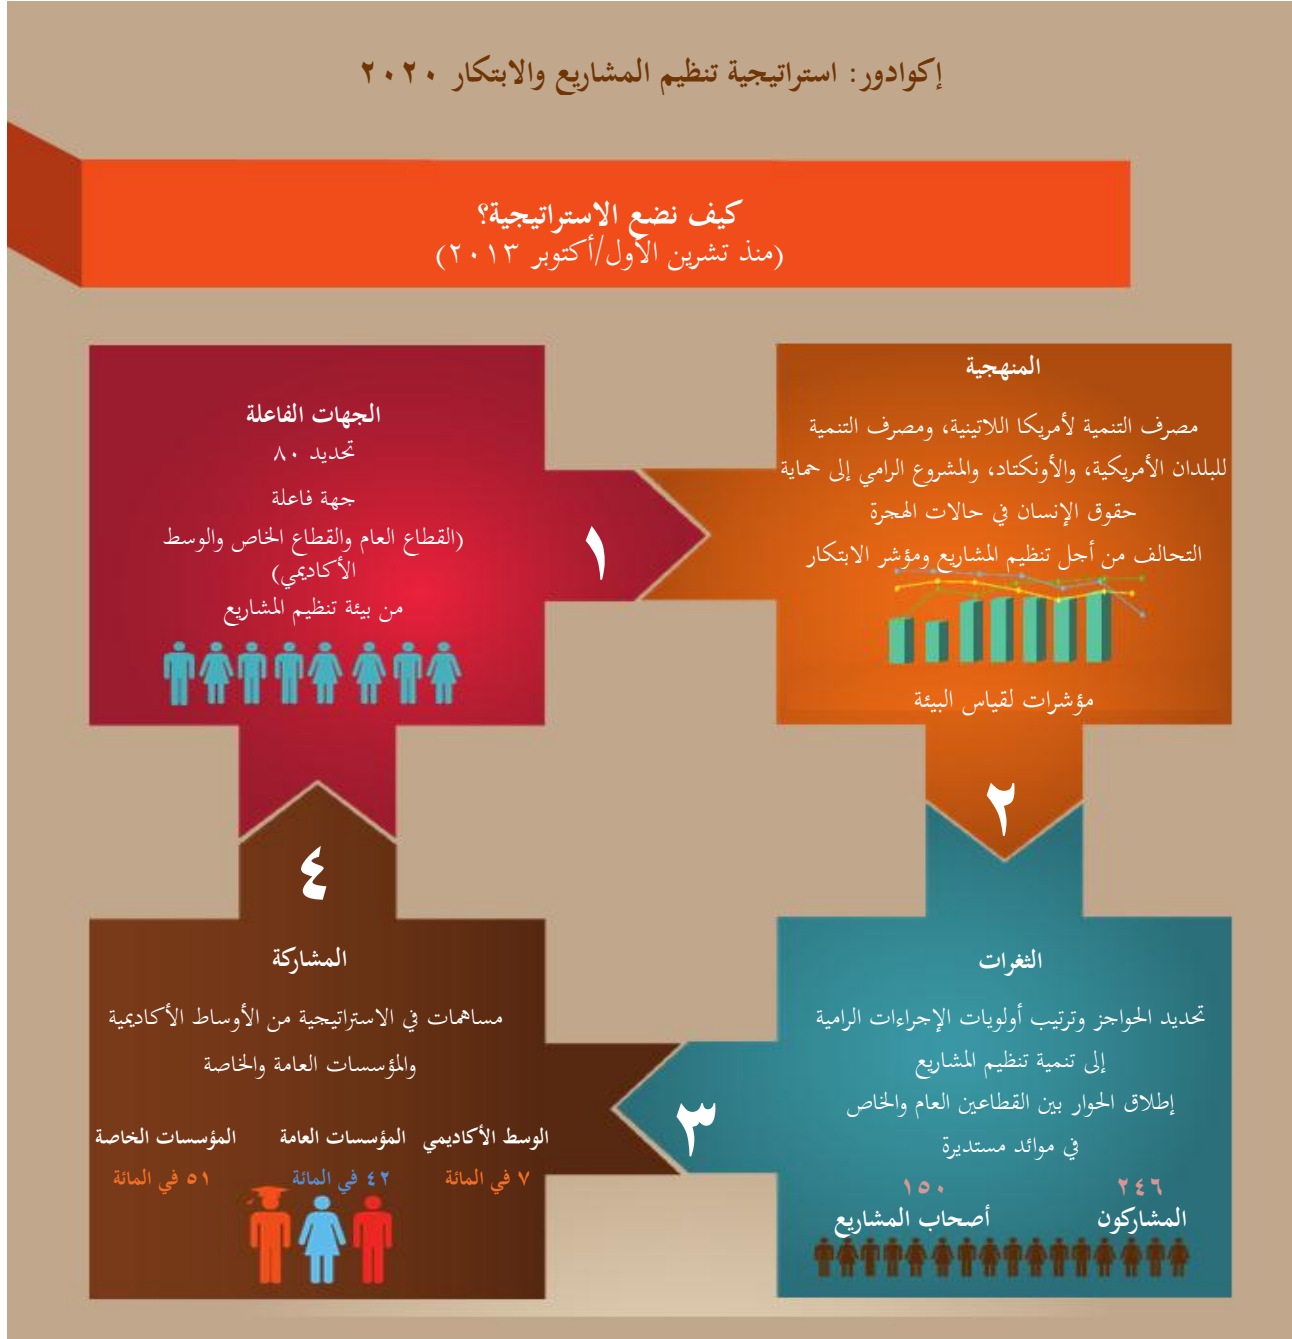 إكوادور: استراتيجية تنظيم المشاريع والابتكار ٢٠٢٠
كيف نضع الاستراتيجية؟
(منذ تشرين الأول/أكتوبر ٢٠١٣)
الجهات الفاعلة
تحديد ٨٠
جهة فاعلة
(القطاع العام والقطاع الخاص والوسط
الأكاديمي)
من بيئة تنظيم المشاريع
١
المنهجية
مصرف التنمية لأمريكا اللاتينية، ومصرف التنمية
للبلدان الأمريكية، والأونكتاد، والمشروع الرامي إلى حماية
حقوق الإنسان في حالات الهجرة
التحالف من أجل تنظيم المشاريع ومؤشر الابتكار
مؤشرات لقياس البيئة
٢
الثغرات
تحديد الحواجز وترتيب أولويات الإجراءات الرامية
إلى تنمية تنظيم المشاريع
إطلاق الحوار بين القطاعين العام والخاص
في موائد مستديرة
٢٤٦ ١٥٠
المشاركون أصحاب المشاريع
٣
المشاركة
مساهمات في الاستراتيجية من الأوساط الأكاديمية
والمؤسسات العامة والخاصة
الوسط الأكاديمي المؤسسات العامة المؤسسات الخاصة
٧ في المائة ٤٢ في المائة ٥١ في المائة
٤